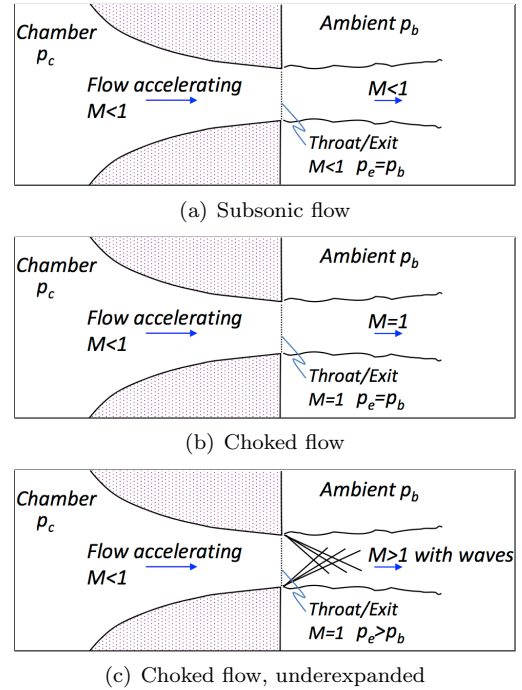 Chamber
p_c
Ambient p_b
Flow accelerating
M<1
M<1
Throat/Exit
M<1 p_e=p_b
(a) Subsonic flow
Chamber
p_c
Ambient p_b
Flow accelerating
M<1
M=1
Throat/Exit
M=1 p_e=p_b
(b) Choked flow
Chamber
p_c
Ambient p_b
Flow accelerating
M<1
M>1 with waves
Throat/Exit
M=1 p_e>p_b
(c) Choked flow, underexpanded